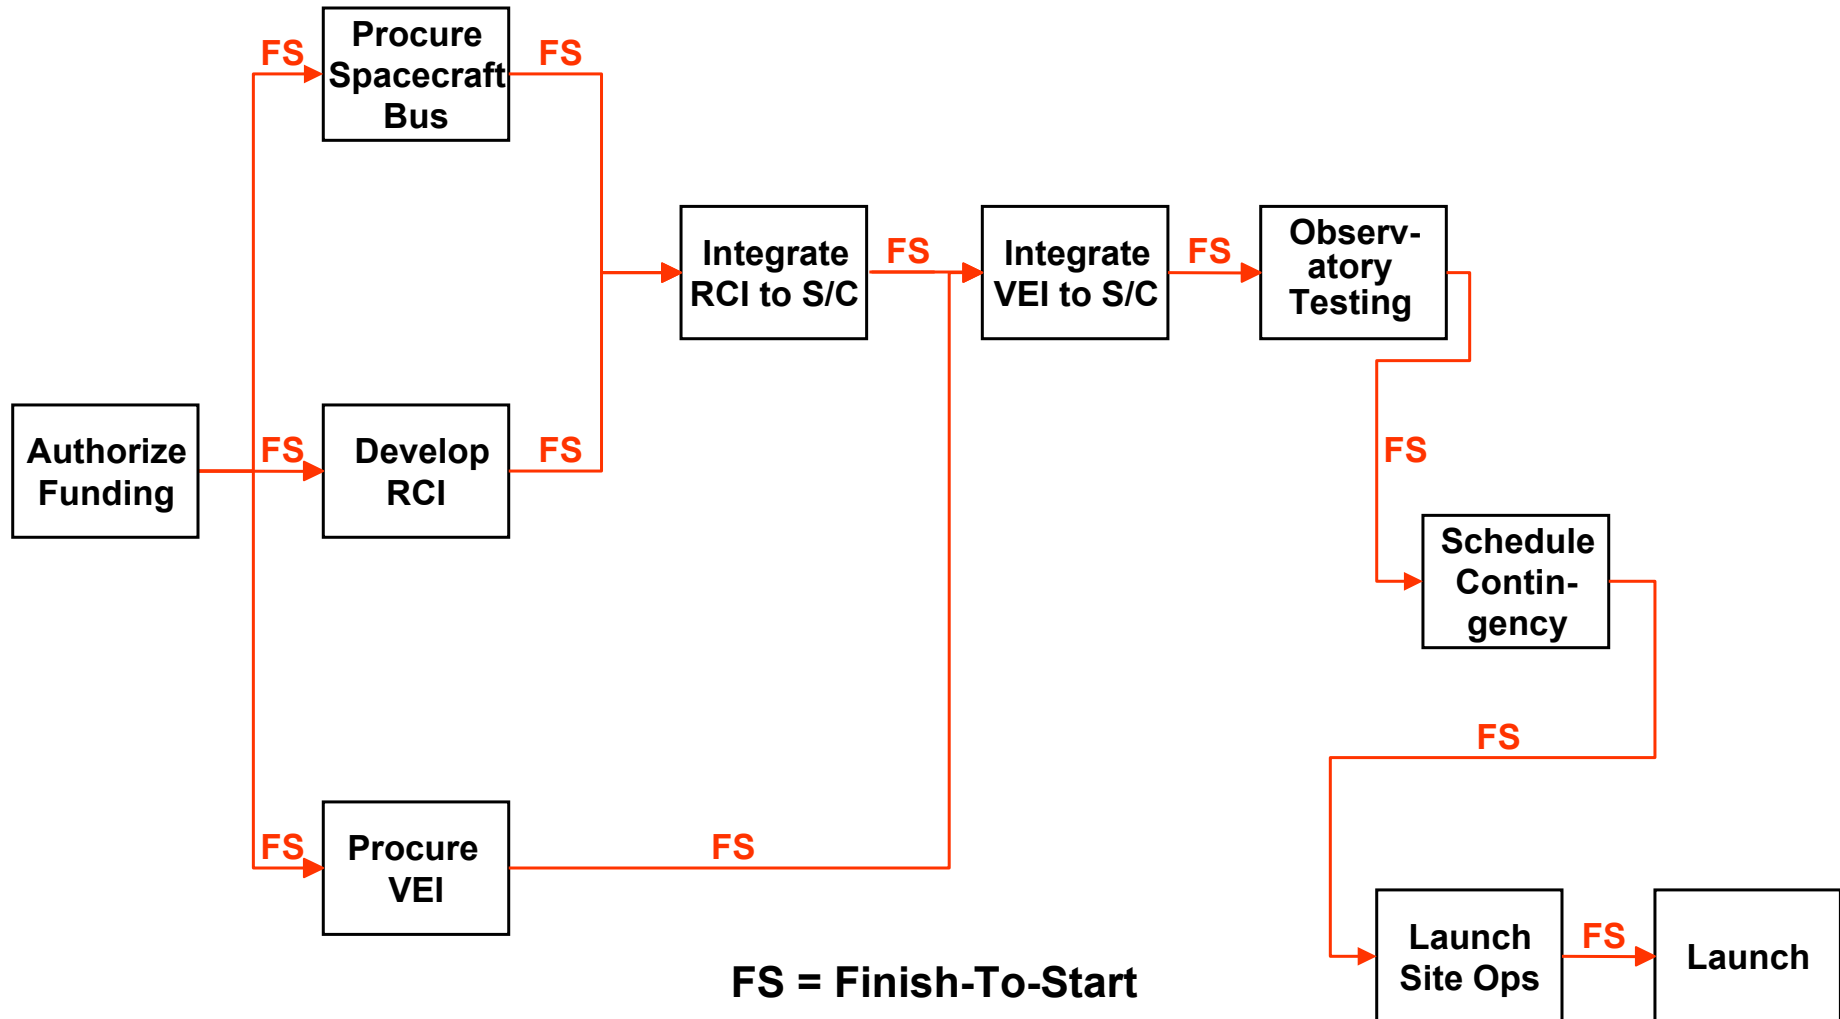 Procure
Spacecraft
Bus
FS
FS
Integrate
RCI to S/C
FS
Integrate
VEI to S/C
FS
Observ-
atory
Testing
Authorize
Funding
FS
Develop
RCI
FS
FS
Schedule
Contin-
gency
FS
FS
Procure
VEI
FS
Launch
Site Ops
FS
Launch
FS = Finish-To-Start